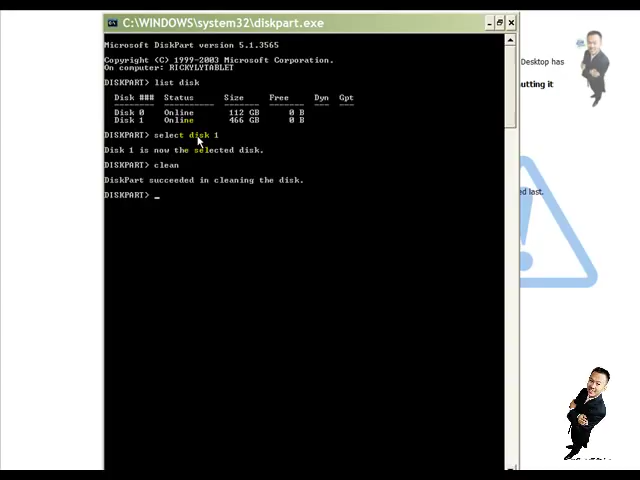 C:\WINDOWS\system32\diskpart.exe
Microsoft DiskPart version 5.1.3565
Copyright (C) 1999-2003 Microsoft Corporation.
On computer: RICKYLYTABLET
DISKPART> list disk
Disk ### Status Size Free Dyn Gpt
-------- ---------- ------- ------- --- ---
Disk 0 Online 112 GB 0 B
Disk 1 Online 466 GB 0 B
DISKPART> select disk 1
Disk 1 is now the selected disk.
DISKPART> clean
DiskPart succeeded in cleaning the disk.
DISKPART> _
Desktop has
utting it
ed last.